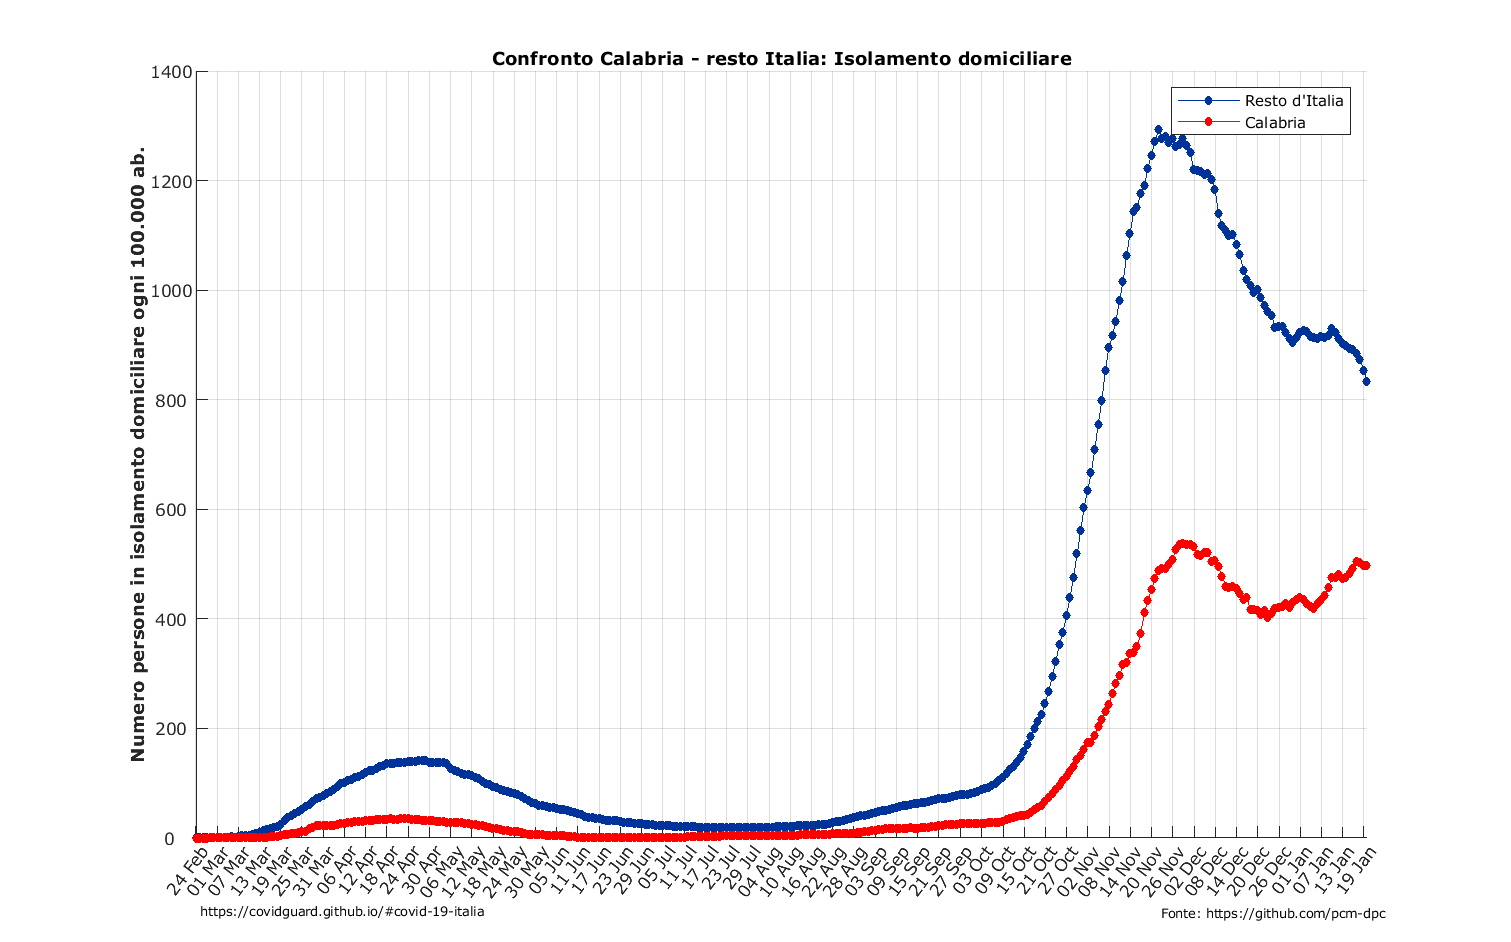 Confronto Calabria - resto Italia: Isolamento domiciliare
Numero persone in isolamento domiciliare ogni 100.000 ab.
1400
1200
1000
800
600
400
200
0
Resto d'Italia
Calabria
24 Feb
01 Mar
07 Mar
13 Mar
19 Mar
25 Mar
31 Mar
06 Apr
12 Apr
18 Apr
24 Apr
30 Apr
06 May
12 May
18 May
24 May
30 May
05 Jun
11 Jun
17 Jun
23 Jun
29 Jun
05 Jul
11 Jul
17 Jul
23 Jul
29 Jul
04 Aug
10 Aug
16 Aug
22 Aug
28 Aug
03 Sep
09 Sep
15 Sep
21 Sep
27 Sep
03 Oct
09 Oct
15 Oct
21 Oct
27 Oct
02 Nov
08 Nov
14 Nov
20 Nov
26 Nov
02 Dec
08 Dec
14 Dec
20 Dec
26 Dec
01 Jan
07 Jan
13 Jan
19 Jan
https://covidguard.github.io/#covid-19-italia
Fonte: https://github.com/pcm-dpc